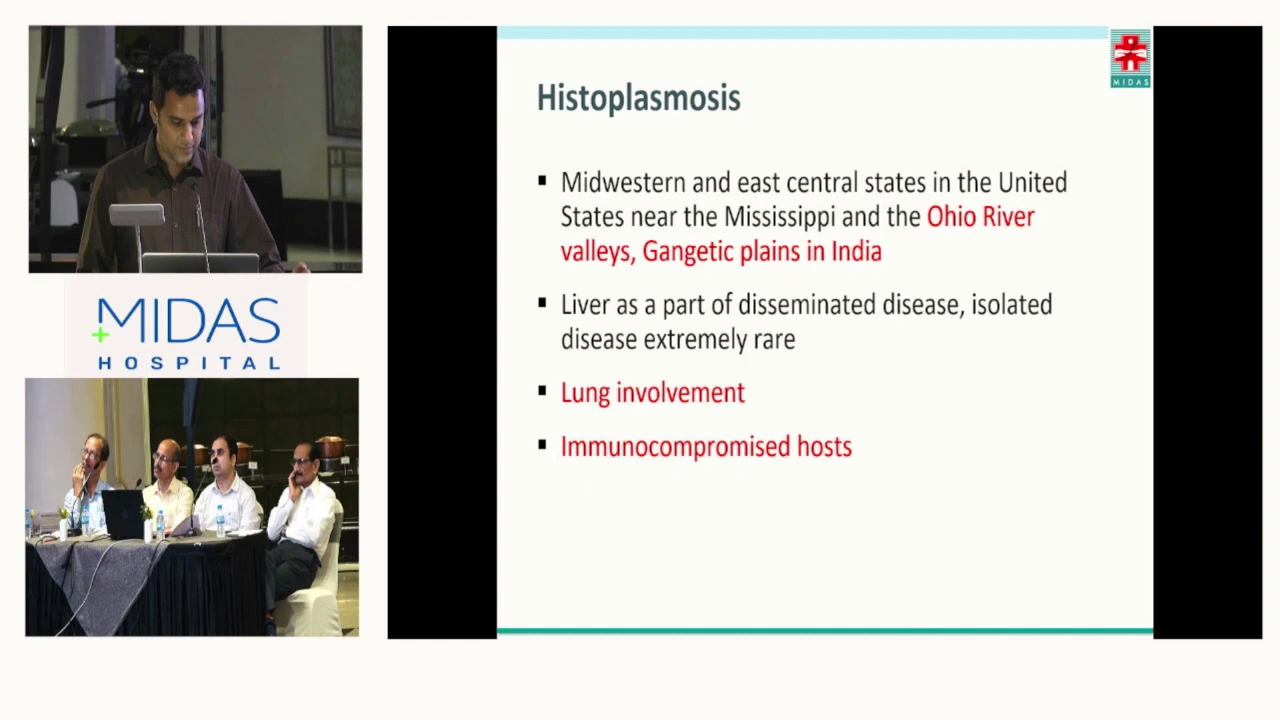 MIDAS
HOSPITAL
MIDAS
Histoplasmosis
▪ Midwestern and east central states in the United
States near the Mississippi and the Ohio River
valleys, Gangetic plains in India
▪ Liver as a part of disseminated disease, isolated
disease extremely rare
▪ Lung involvement
▪ Immunocompromised hosts